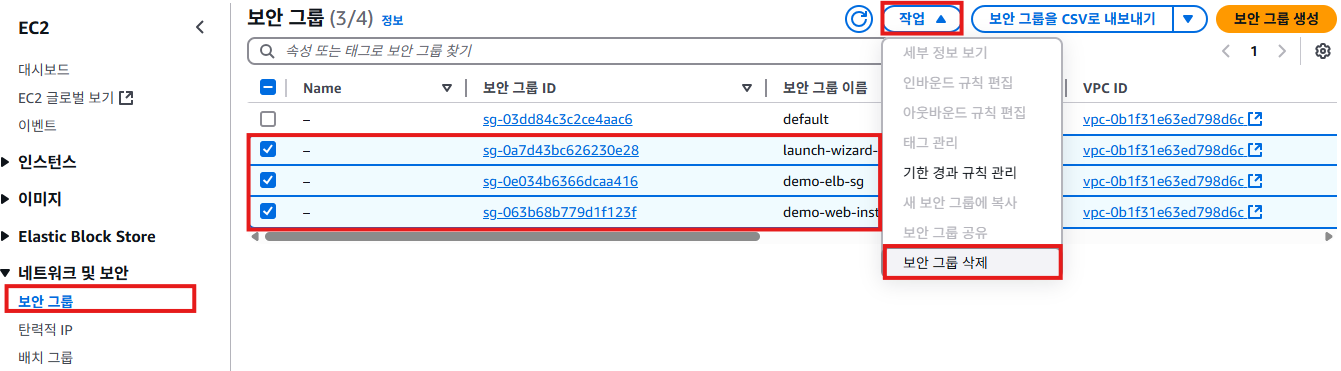 EC2
대시보드
EC2 글로벌 보기
이벤트
인스턴스
이미지
Elastic Block Store
네트워크 및 보안
보안 그룹
탄력적 IP
배치 그룹
보안 그룹 (3/4) 정보
작업
보안 그룹을 CSV로 내보내기
보안 그룹 생성
속성 또는 태그로 보안 그룹 찾기
1
Name 보안 그룹 ID 보안 그룹 이름 VPC ID
– sg-03dd84c3c2ce4aac6 default vpc-0b1f31e63ed798d6c
– sg-0a7d43bc626230e28 launch-wizard- vpc-0b1f31e63ed798d6c
– sg-0e034b6366dcaa416 demo-elb-sg vpc-0b1f31e63ed798d6c
– sg-063b68b779d1f123f demo-web-inst vpc-0b1f31e63ed798d6c
세부 정보 보기
인바운드 규칙 편집
아웃바운드 규칙 편집
태그 관리
기한 경과 규칙 관리
새 보안 그룹에 복사
보안 그룹 공유
보안 그룹 삭제